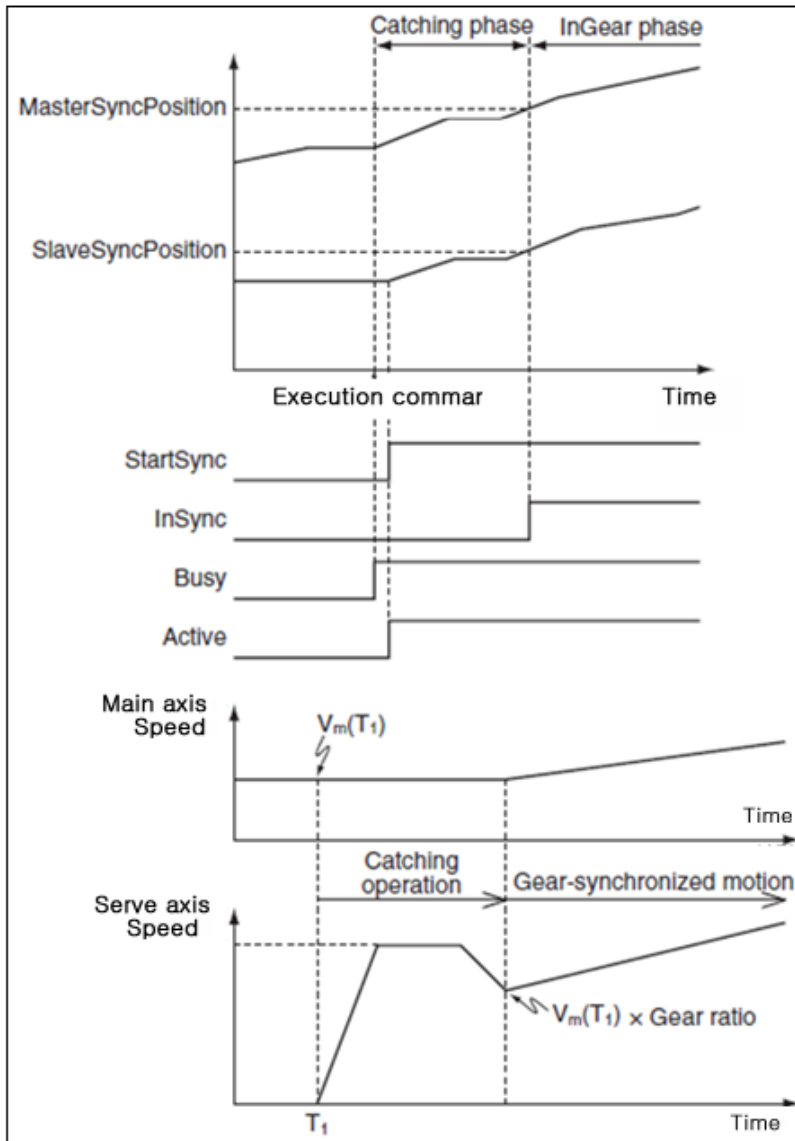 Catching phase InGear phase
MasterSyncPosition
SlaveSyncPosition
Execution commar Time
StartSync
InSync
Busy
Active
Main axis
Speed
Vm(T1)
Time
Catching
operation
Gear-synchronized motion
Serve axis
Speed
Vm(T1) × Gear ratio
T1 Time